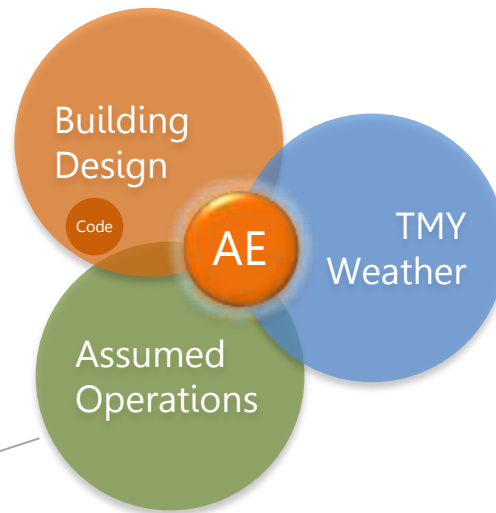 Building
Design
Code
AE
TMY
Weather
Assumed
Operations